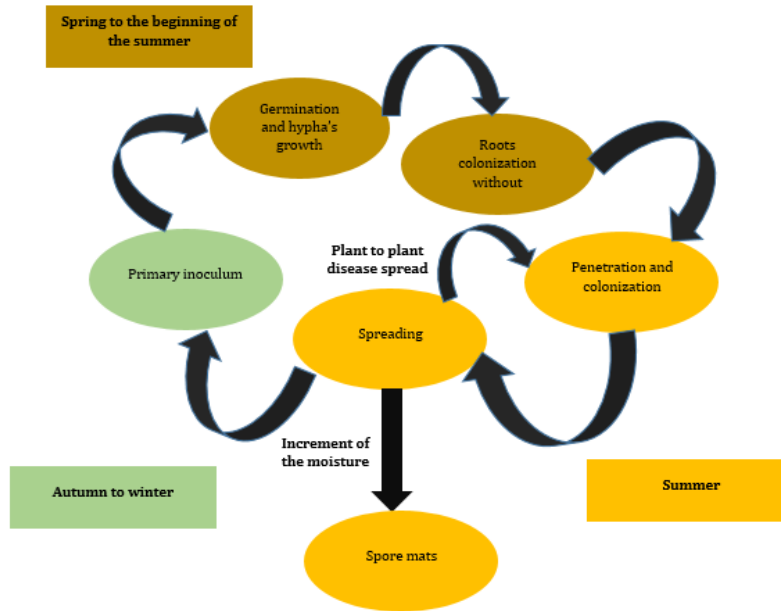 Spring to the beginning of
the summer
Germination
and hypha's
growth
Roots
colonization
without
Primary inoculum
Plant to plant
disease spread
Penetration and
colonization
Spreading
Increment of
the moisture
Autumn to winter
Summer
Spore mats